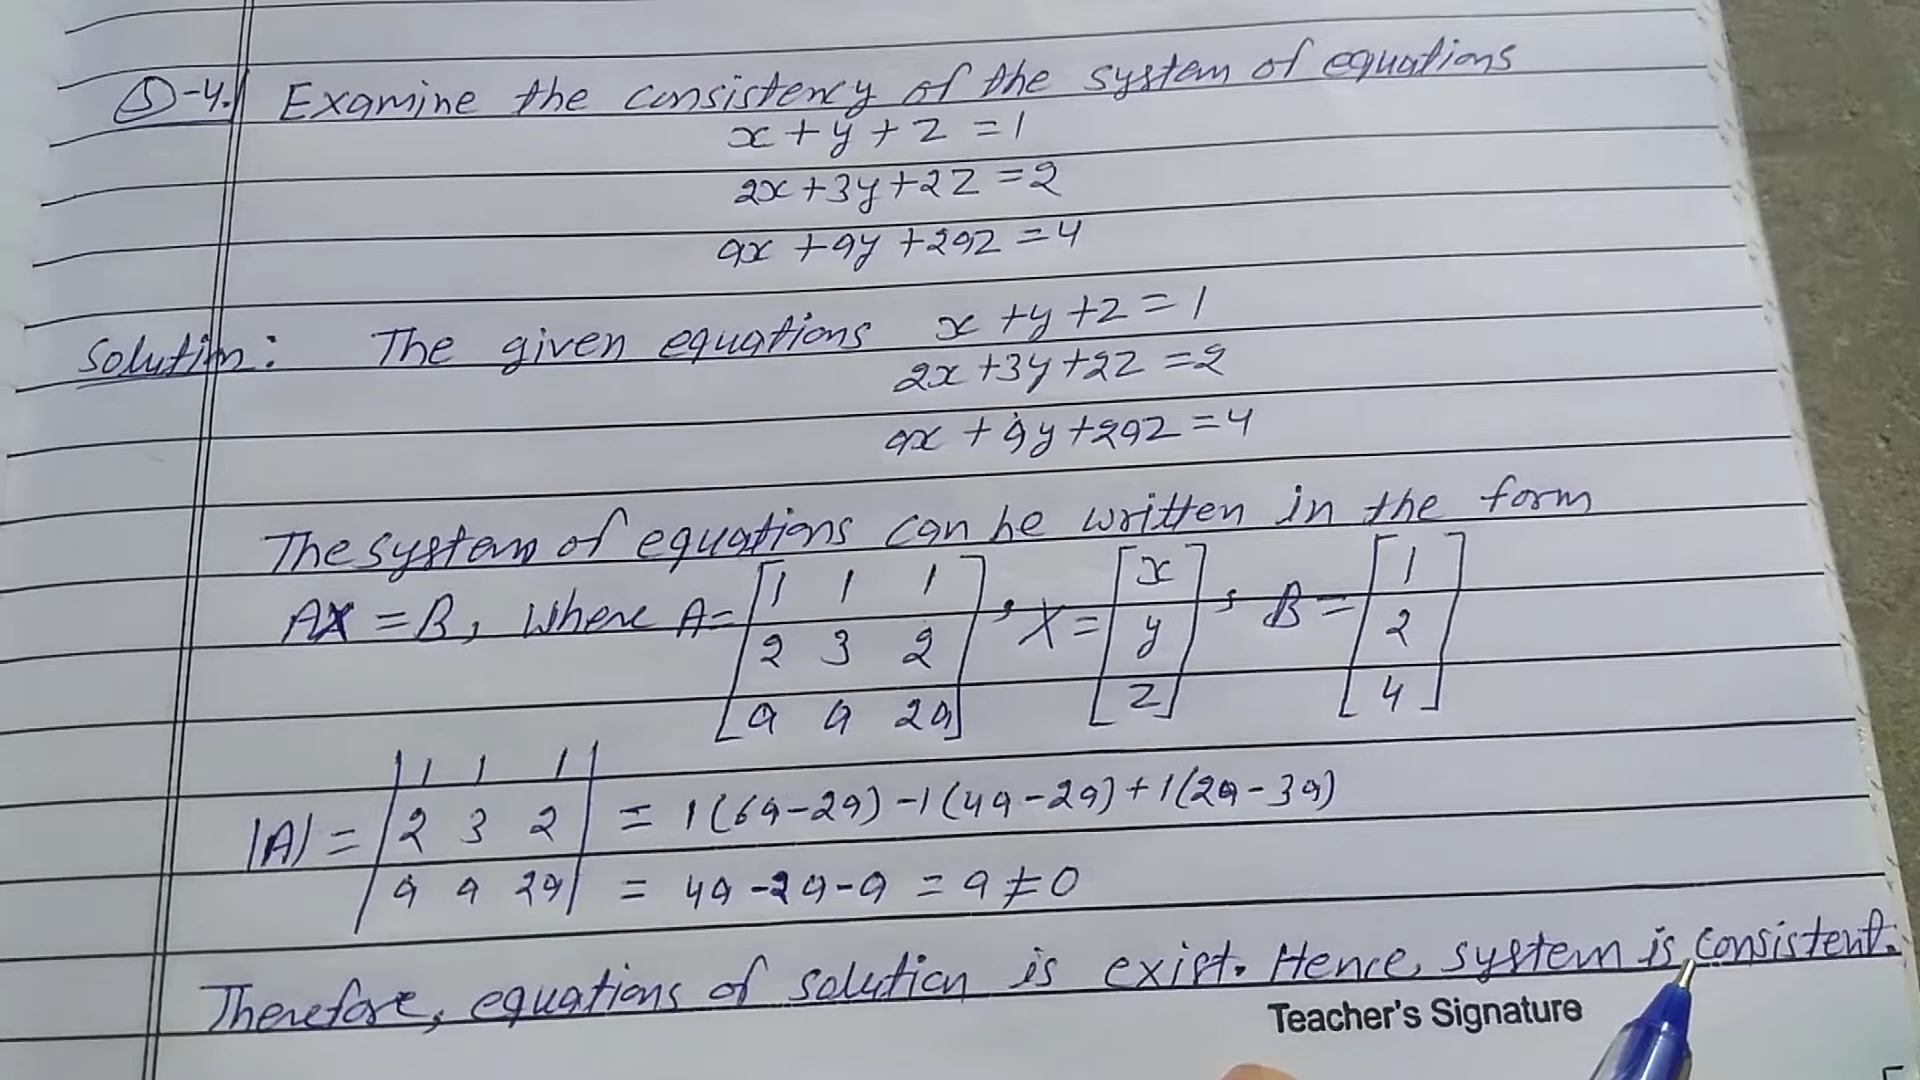 Q-4. Examine the consistency of the system of equations
x + y + z = 1
2x + 3y + 2z = 2
ax + ay + 2az = 4
Solution: The given equations x + y + z = 1
2x + 3y + 2z = 2
ax + ay + 2az = 4
The system of equations can be written in the form
AX = B, Where A = [1 1 1 , X = [x , B = [1
2 3 2 y 2
a a 2a] z] 4]
|A| = |1 1 1
2 3 2 = 1(6a-2a) -1(4a-2a) + 1(2a-3a)
a a 2a| = 4a-2a-a = a ≠ 0
Therefore, equations of solution is exist. Hence, system is consistent.
Teacher's Signature